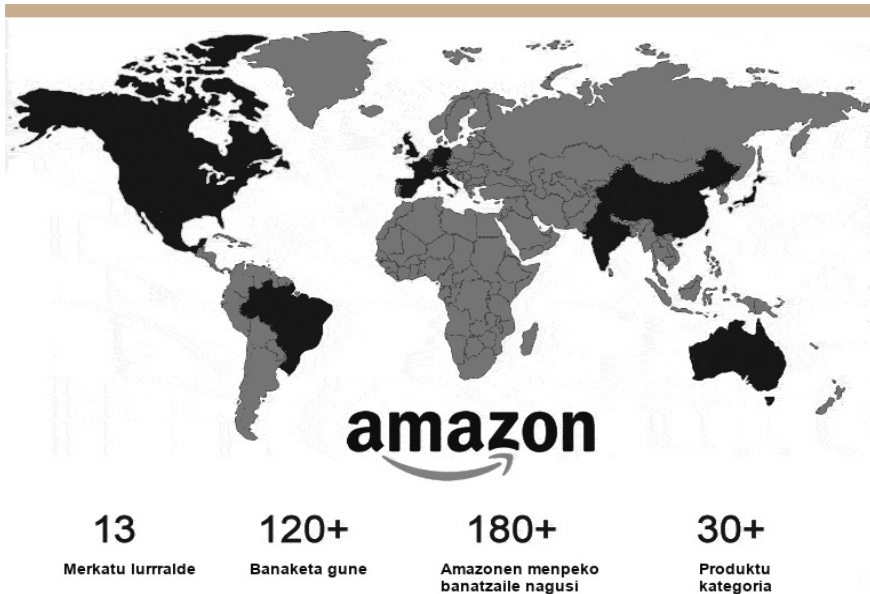 amazon
13
Merkatu lurrralde
120+
Banaketa gune
180+
Amazonen menpeko
banatzaile nagusi
30+
Produktu
kategoria